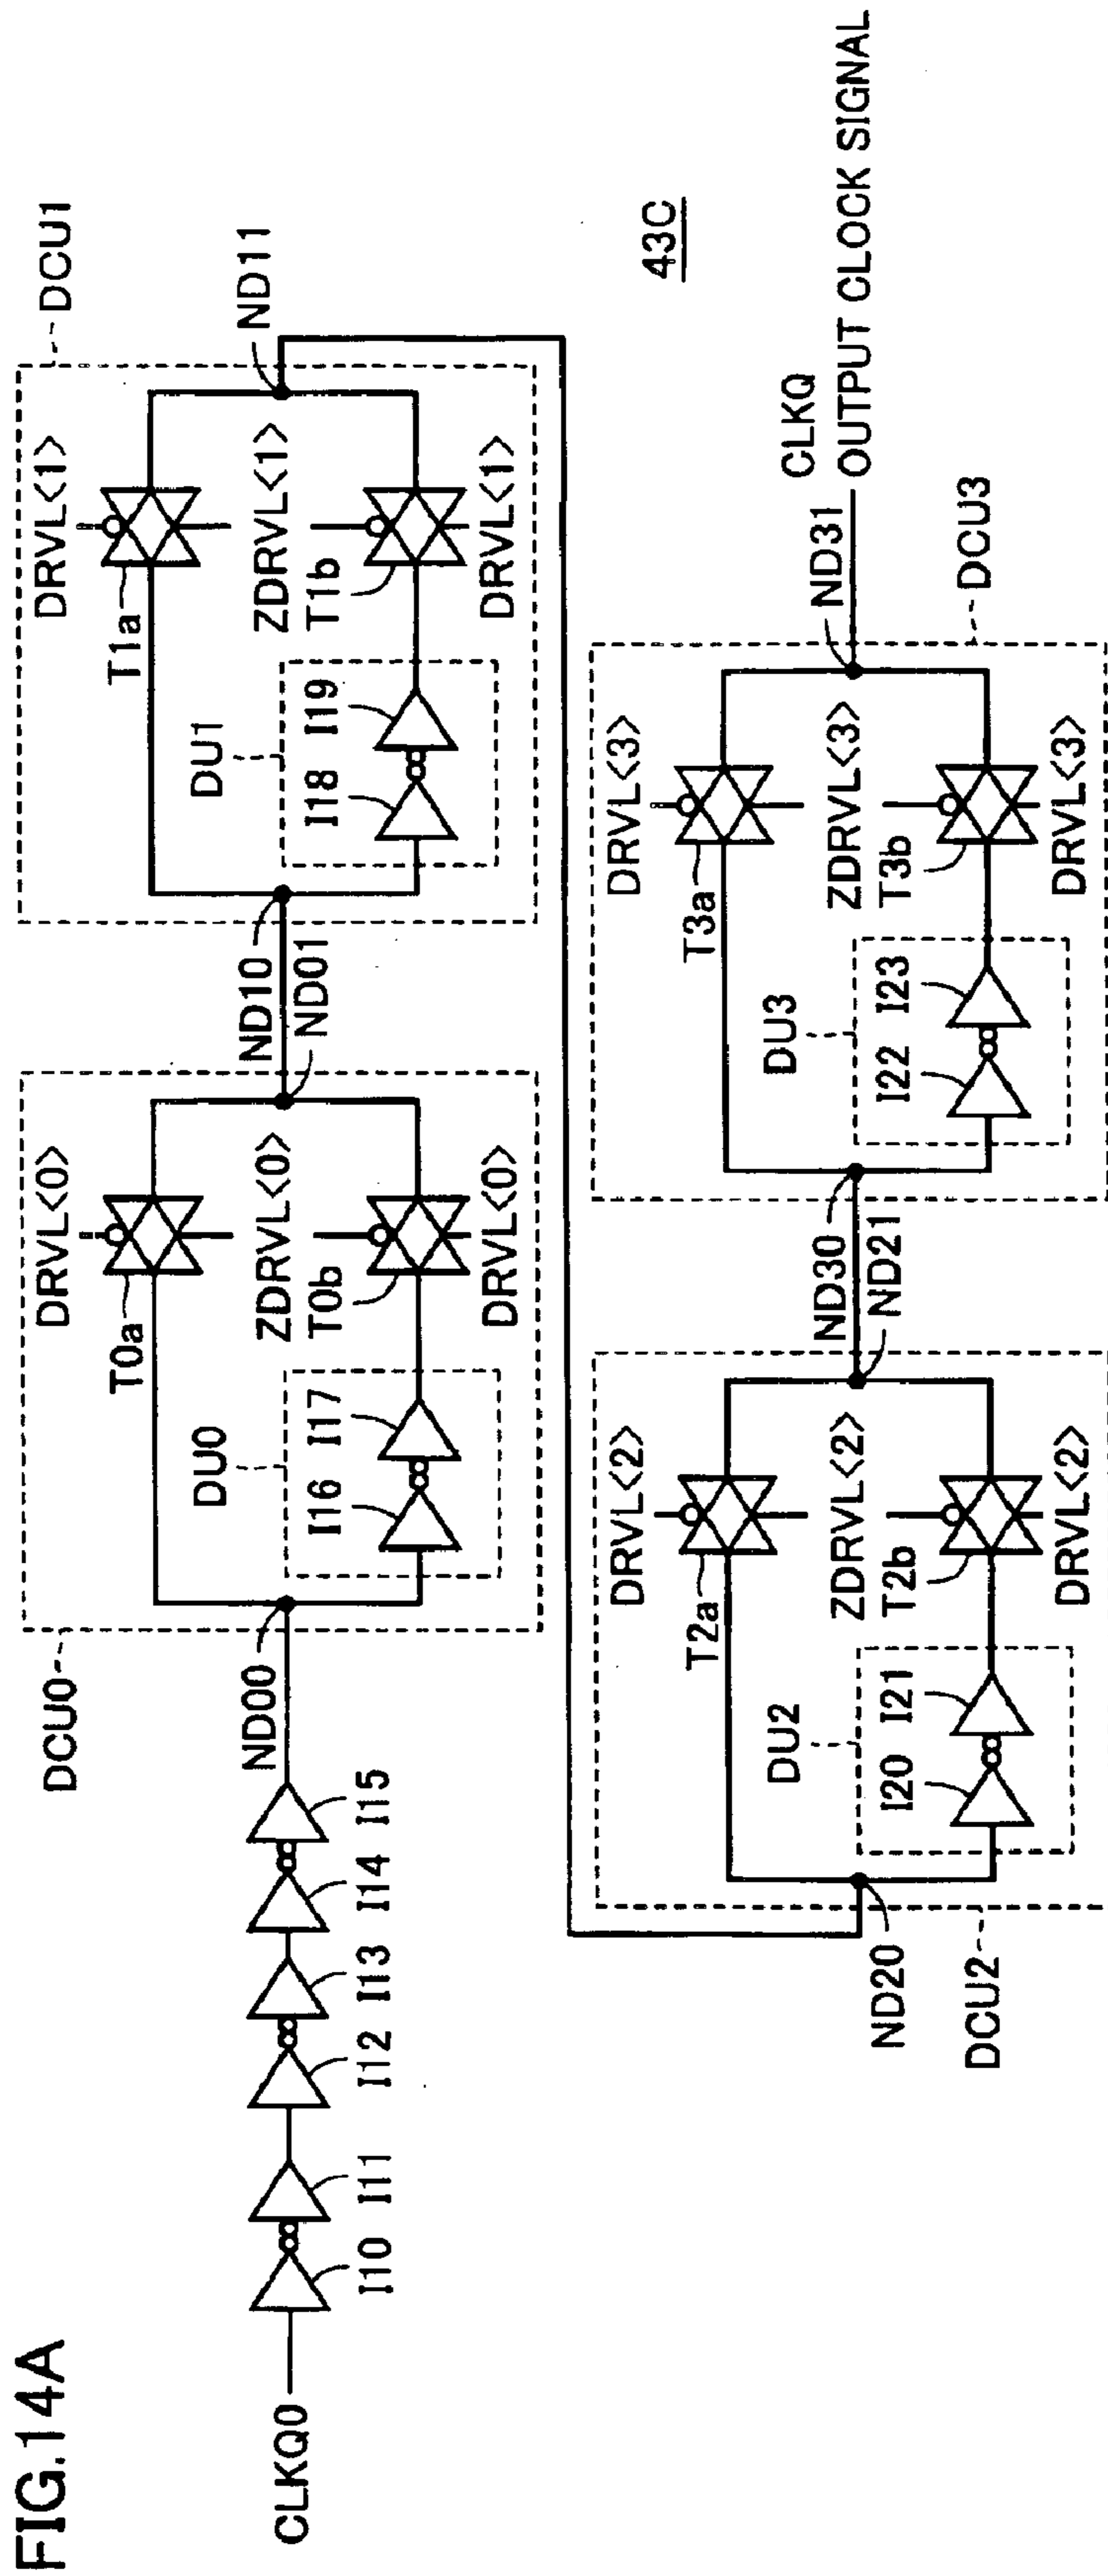 FIG.14A
CLKQ0
I10
I11
I12
I13
I14
I15
ND00
DCU0
DU0
I16
I17
T0a
DRVL<0>
ZDRVL<0>
T0b
DRVL<0>
ND10
ND01
DCU1
DU1
I18
I19
T1a
DRVL<1>
ZDRVL<1>
T1b
DRVL<1>
ND11
43C
ND20
DCU2
DU2
I20
I21
T2a
DRVL<2>
ZDRVL<2>
T2b
DRVL<2>
ND30
ND21
DU3
I22
I23
T3a
DRVL<3>
ZDRVL<3>
T3b
DRVL<3>
DCU3
ND31
CLKQ
OUTPUT CLOCK SIGNAL